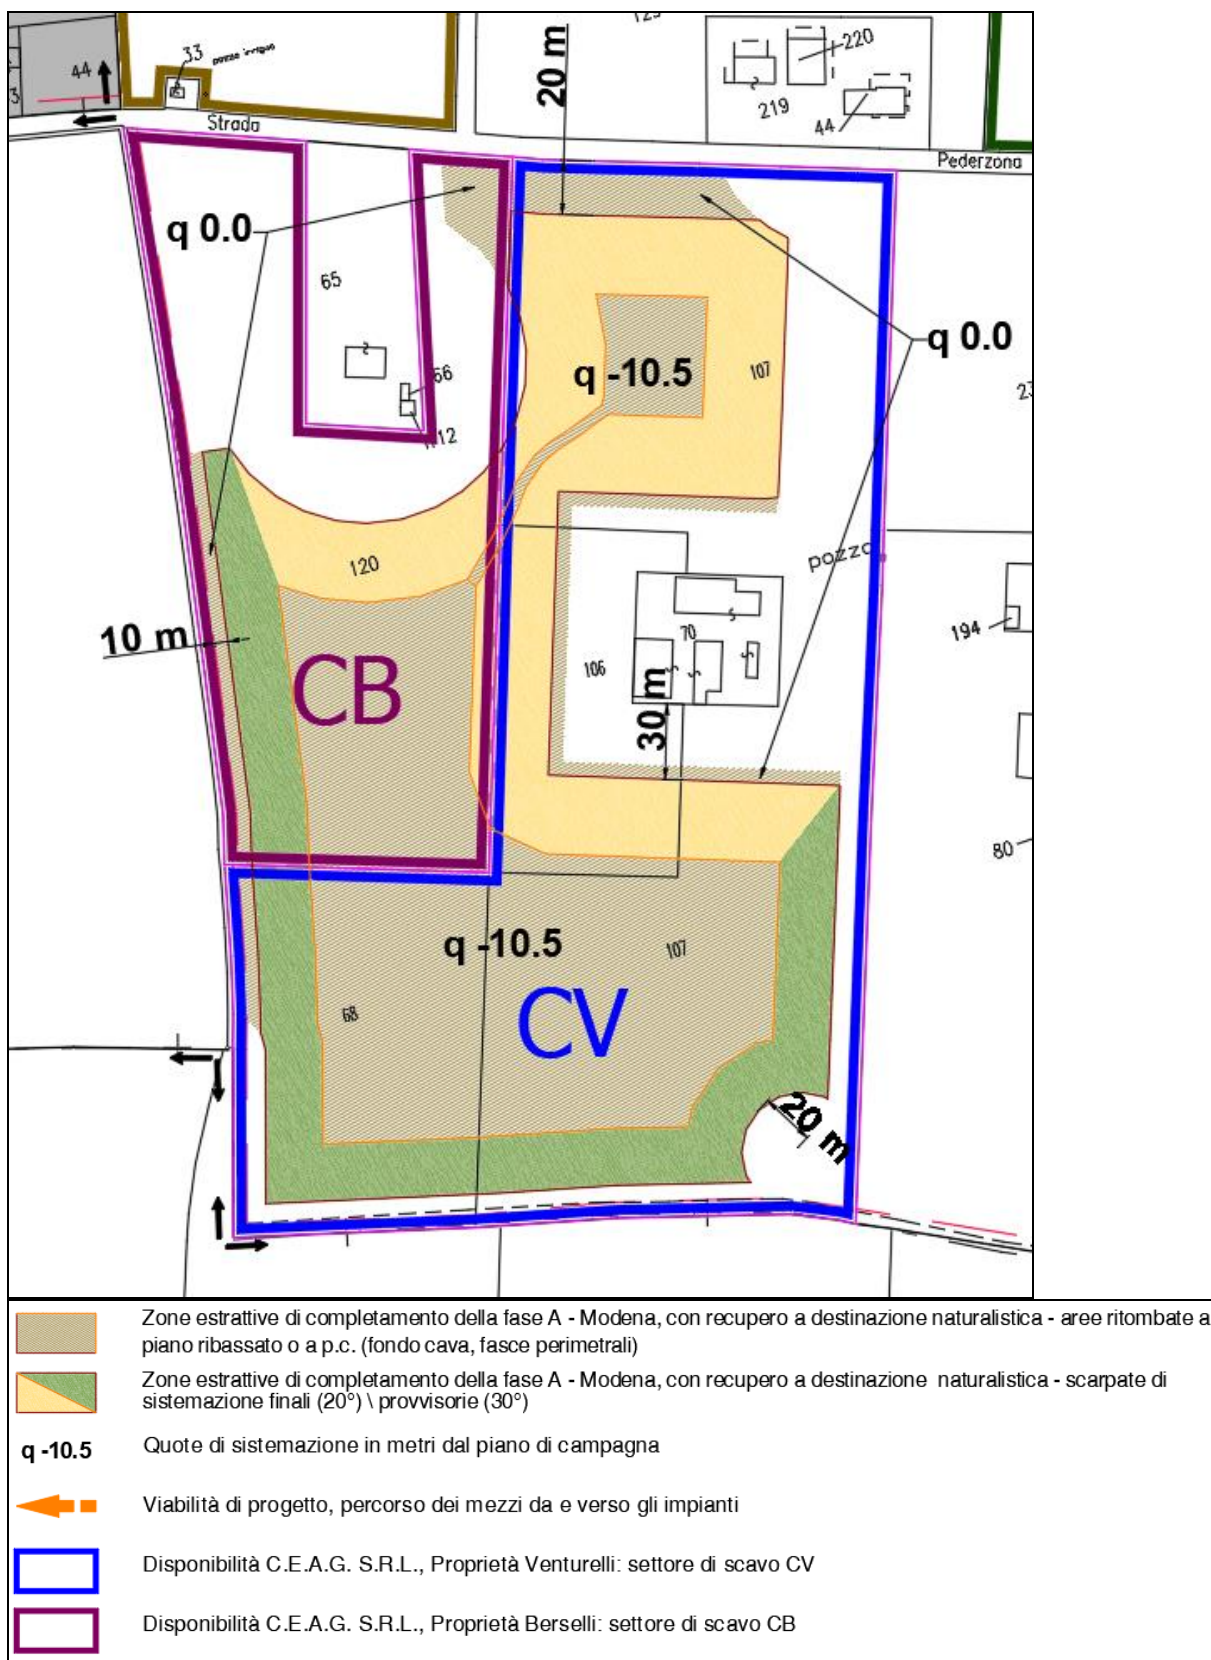 33
pozzo irriguo
44
3
Strada
20 m
220
219
44
Pederzona
q 0.0
65
66
q -10.5
107
q 0.0
112
pozzo
120
10 m
CB
70
106
30 m
194
80
q -10.5
107
68
CV
20 m
Zone estrattive di completamento della fase A - Modena, con recupero a destinazione naturalistica - aree ritombate a
piano ribassato o a p.c. (fondo cava, fasce perimetrali)
Zone estrattive di completamento della fase A - Modena, con recupero a destinazione naturalistica - scarpate di
sistemazione finali (20°) \ provvisorie (30°)
q -10.5
Quote di sistemazione in metri dal piano di campagna
Viabilità di progetto, percorso dei mezzi da e verso gli impianti
Disponibilità C.E.A.G. S.R.L., Proprietà Venturelli: settore di scavo CV
Disponibilità C.E.A.G. S.R.L., Proprietà Berselli: settore di scavo CB